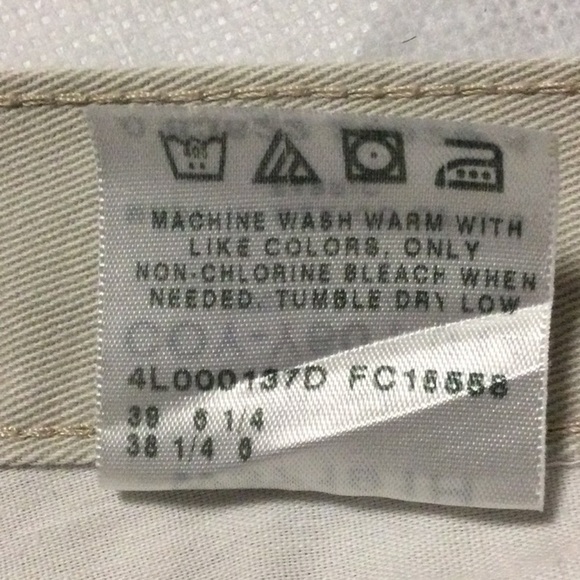 MACHINE WASH WARM WITH
LIKE COLORS. ONLY
NON-CHLORINE BLEACH WHEN
NEEDED. TUMBLE DRY LOW
4L000137D FC15558
39 6 1/4
38 1/4 6